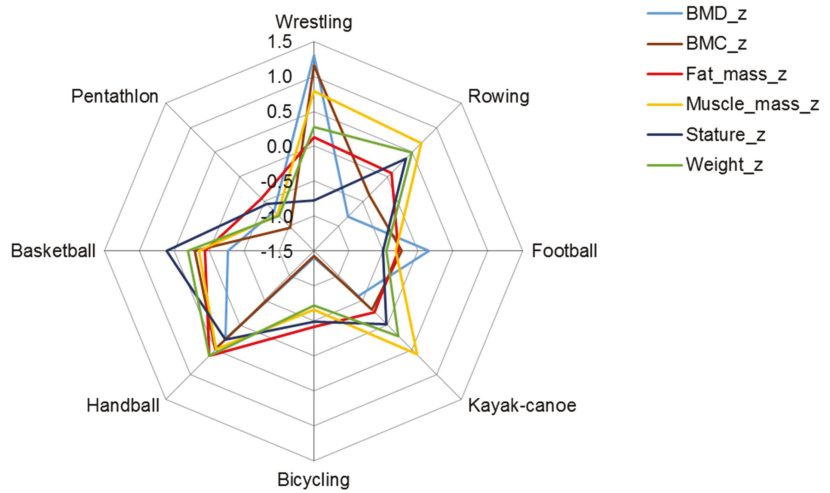 Wrestling
1.5
1.0
0.5
0.0
-0.5
-1.0
-1.5
Rowing
Football
Kayak-canoe
Bicycling
Handball
Basketball
Pentathlon
BMD_z
BMC_z
Fat_mass_z
Muscle_mass_z
Stature_z
Weight_z